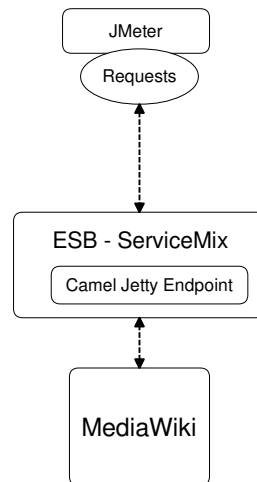 JMeter
Requests
ESB - ServiceMix
Camel Jetty Endpoint
MediaWiki